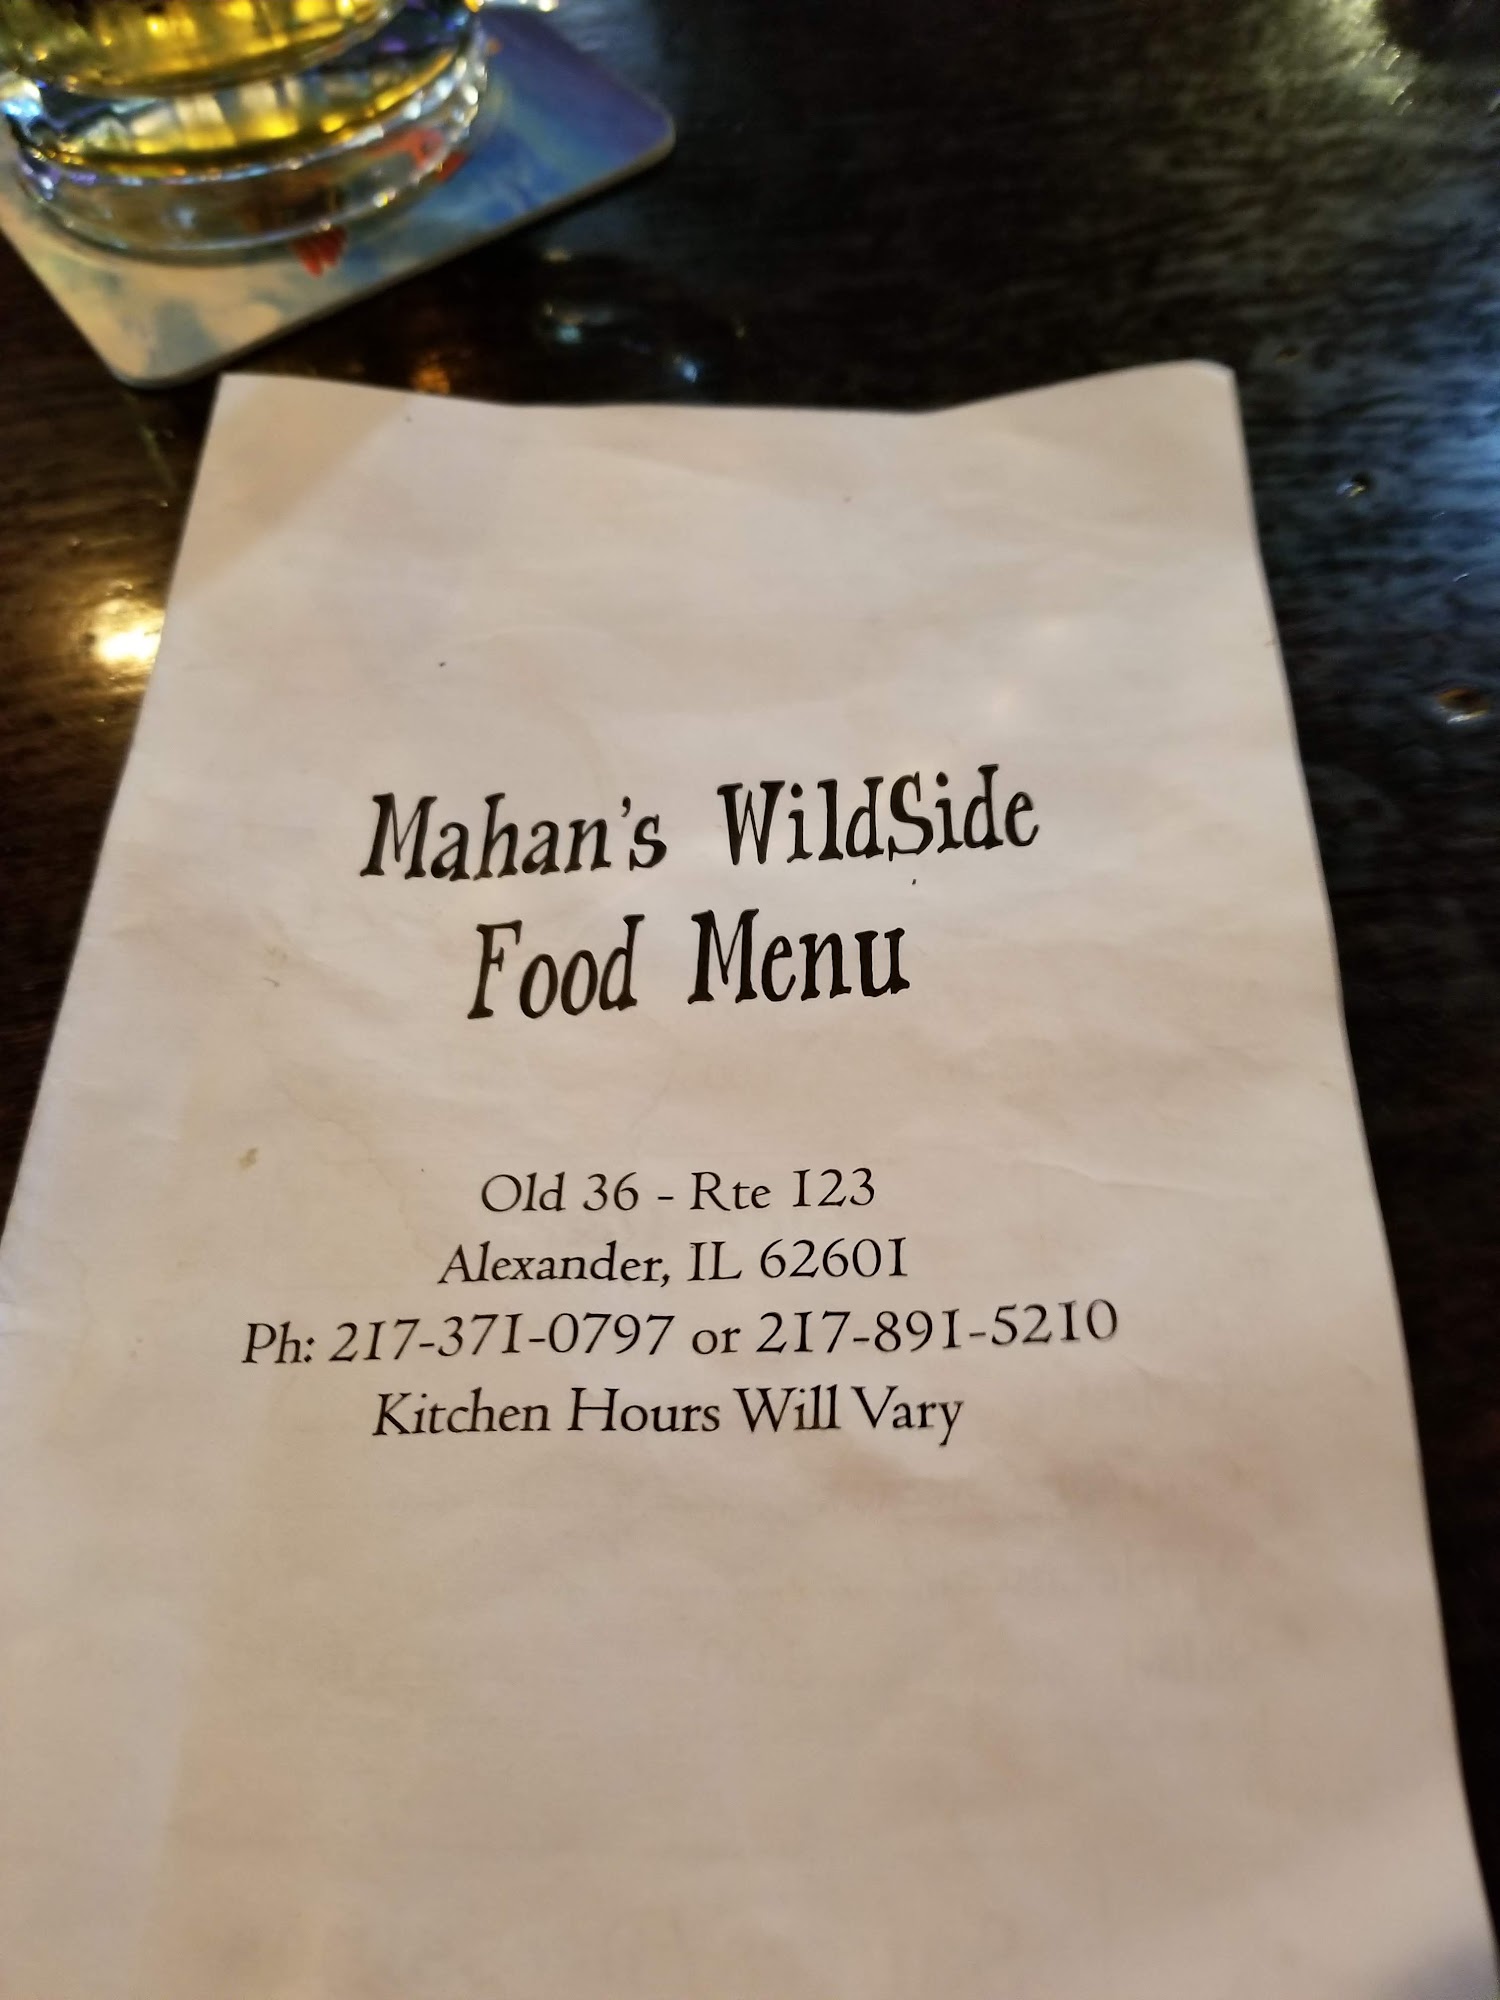 Mahan's WildSide
Food Menu
Old 36 - Rte 123
Alexander, IL 62601
Ph: 217-371-0797 or 217-891-5210
Kitchen Hours Will Vary